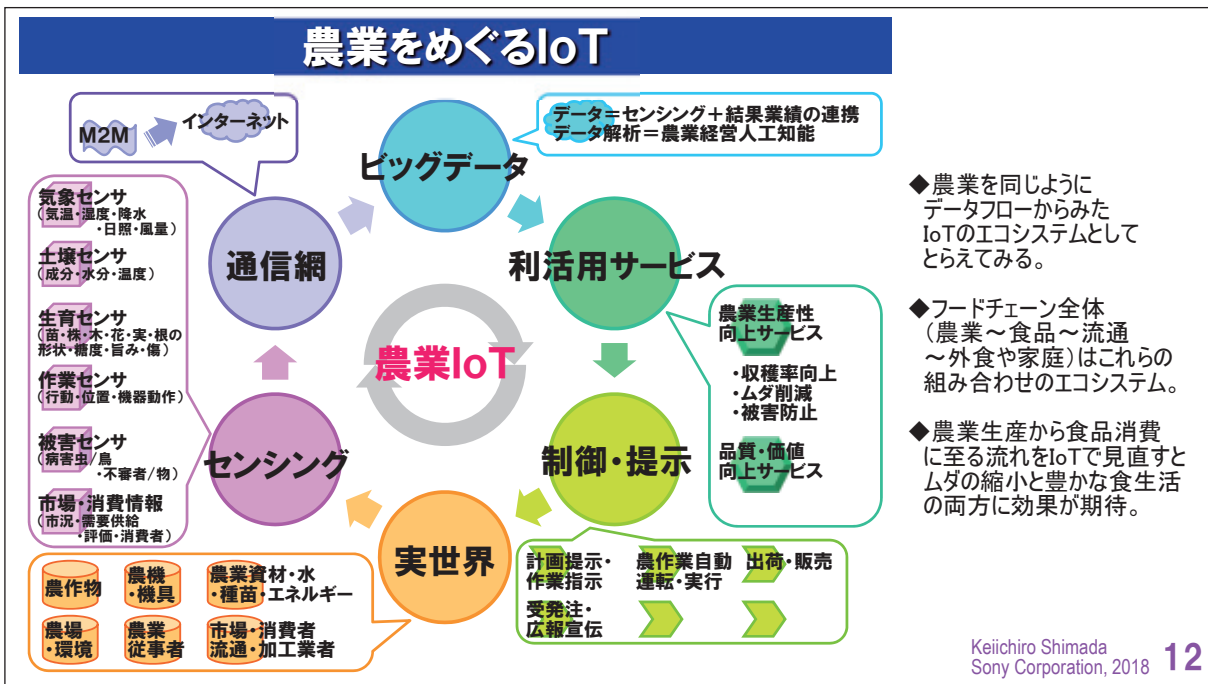 農業をめぐるIoT
M2M
インターネット
データ=センシング+結果業績の連携
データ解析=農業経営人工知能
ビッグデータ
通信網
利活用サービス
農業IoT
センシング
制御・提示
実世界
気象センサ
(気温・湿度・降水
・日照・風量)
土壌センサ
(成分・水分・温度)
生育センサ
(苗・株・木・花・実・根の
形状・糖度・旨み・傷)
作業センサ
(行動・位置・機器動作)
被害センサ
(病害虫/鳥
・不審者/物)
市場・消費情報
(市況・需要供給
・評価・消費者)
農業生産性
向上サービス
・収穫率向上
・ムダ削減
・被害防止
品質・価値
向上サービス
農作物
農機
・機具
農業資材・水
・種苗・エネルギー
農場
・環境
農業
従事者
市場・消費者
流通・加工業者
計画提示・
作業指示
農作業自動
運転・実行
出荷・販売
受発注・
広報宣伝
◆農業を同じように
データフローからみた
IoTのエコシステムとして
とらえてみる。
◆フードチェーン全体
(農業～食品～流通
～外食や家庭)はこれらの
組み合わせのエコシステム。
◆農業生産から食品消費
に至る流れをIoTで見直すと
ムダの縮小と豊かな食生活
の両方に効果が期待。
Keiichiro Shimada
Sony Corporation, 2018
12